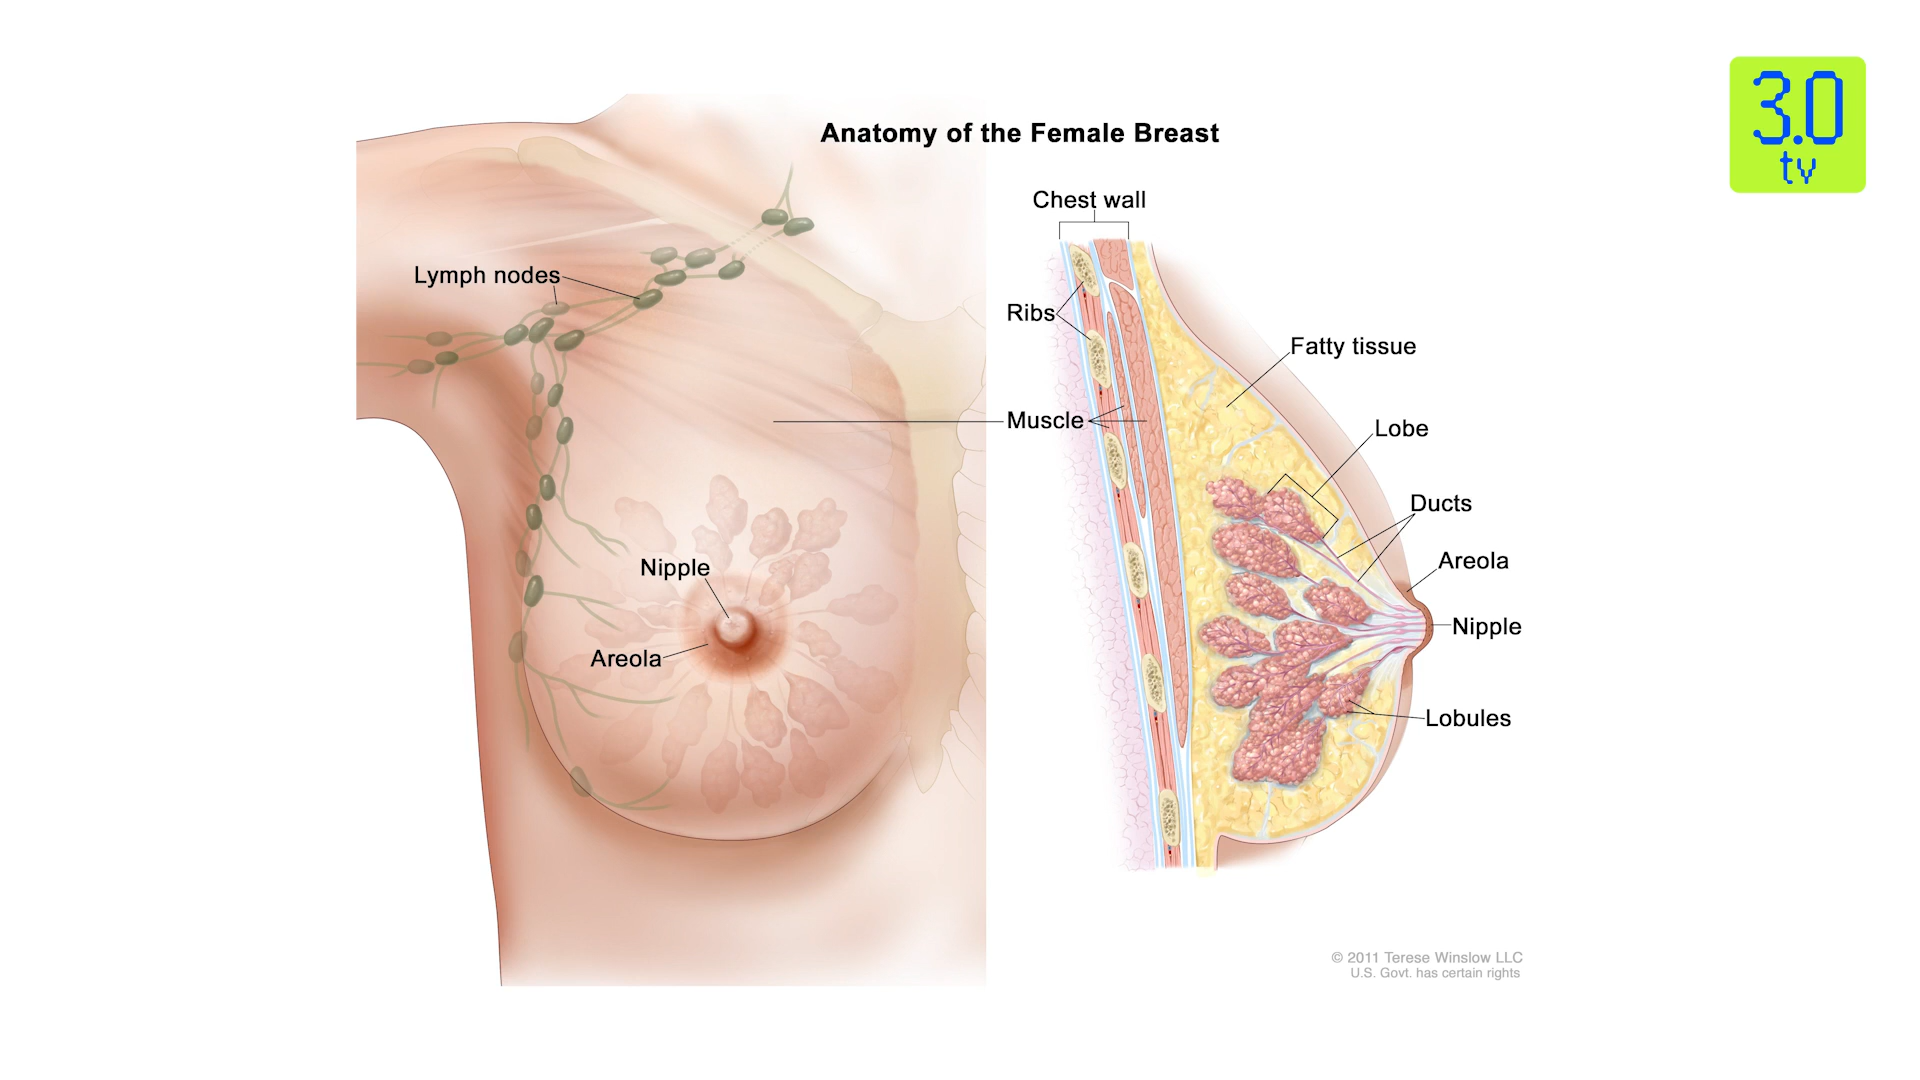 3.0
tv
Anatomy of the Female Breast
Chest wall
Lymph nodes
Ribs
Fatty tissue
Muscle
Lobe
Ducts
Areola
Nipple
Nipple
Areola
Lobules
© 2011 Terese Winslow LLC
U.S. Govt. has certain rights